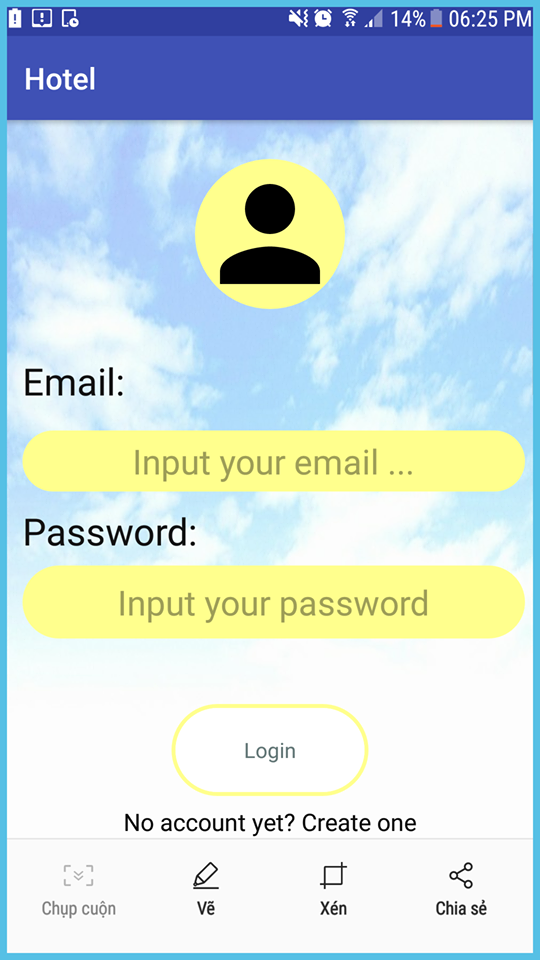 14% 06:25 PM
Hotel
Email:
Input your email ...
Password:
Input your password
Login
No account yet? Create one
Chụp cuộn Vẽ Xén Chia sẻ